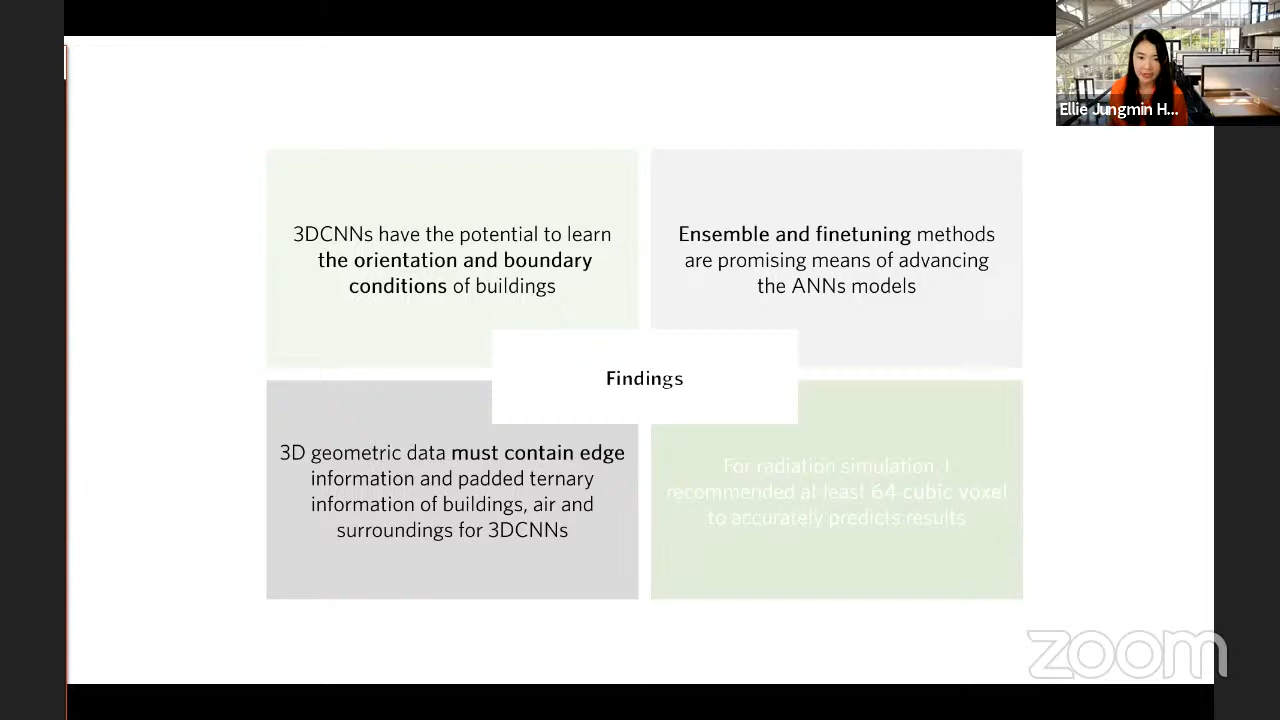 Ellie Jungmin H...
3DCNNs have the potential to learn
the orientation and boundary
conditions of buildings
Ensemble and finetuning methods
are promising means of advancing
the ANNs models
Findings
3D geometric data must contain edge
information and padded ternary
information of buildings, air and
surroundings for 3DCNNs
For radiation simulation, I
recommended at least 64 cubic voxel
to accurately predicts results
zoom